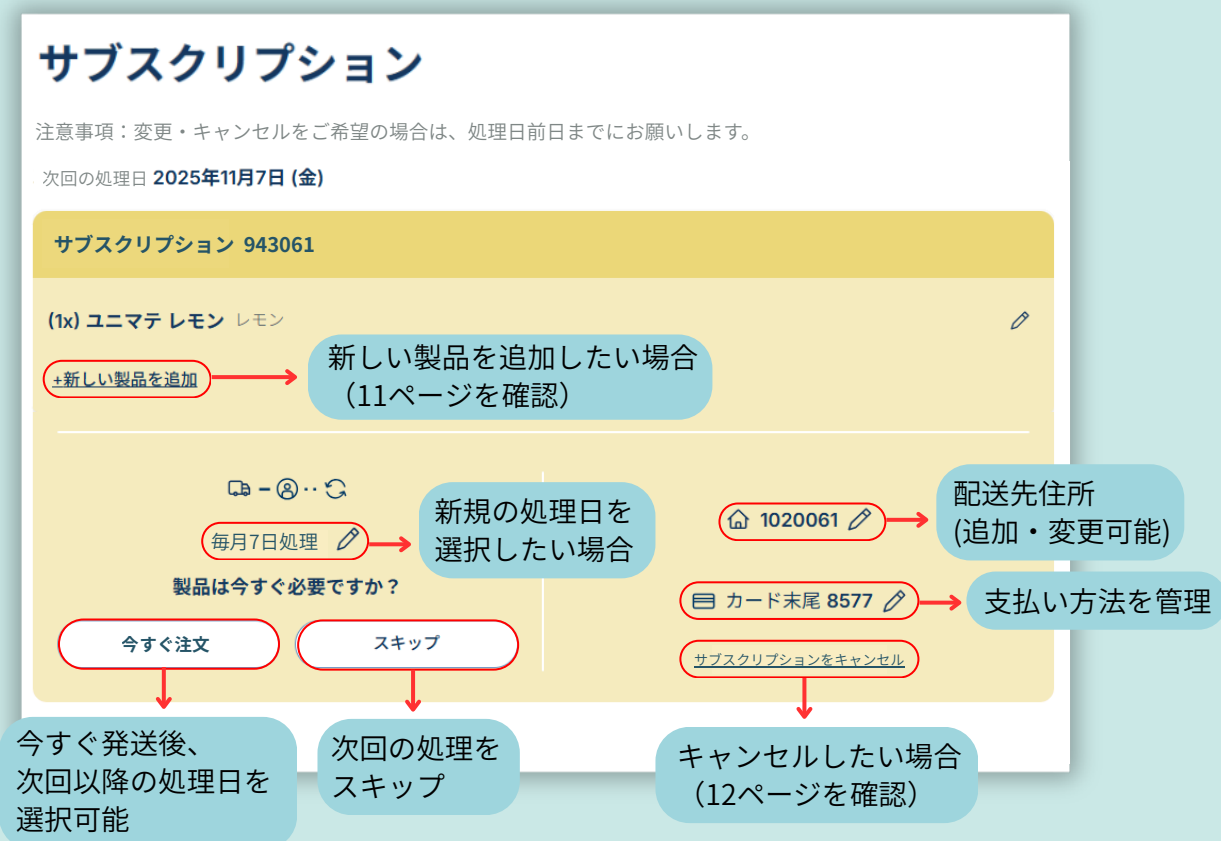 サブスクリプション
注意事項：変更・キャンセルをご希望の場合は、処理日前日までにお願いします。
次回の処理日 2025年11月7日 (金)
サブスクリプション 943061
(1x) ユニマテ レモン レモン
+新しい製品を追加
新しい製品を追加したい場合
（11ページを確認）
毎月7日処理
新規の処理日を
選択したい場合
製品は今すぐ必要ですか？
今すぐ注文
スキップ
1020061
配送先住所
(追加・変更可能)
カード末尾 8577
支払い方法を管理
サブスクリプションをキャンセル
今すぐ発送後、
次回以降の処理日を
選択可能
次回の処理を
スキップ
キャンセルしたい場合
（12ページを確認）